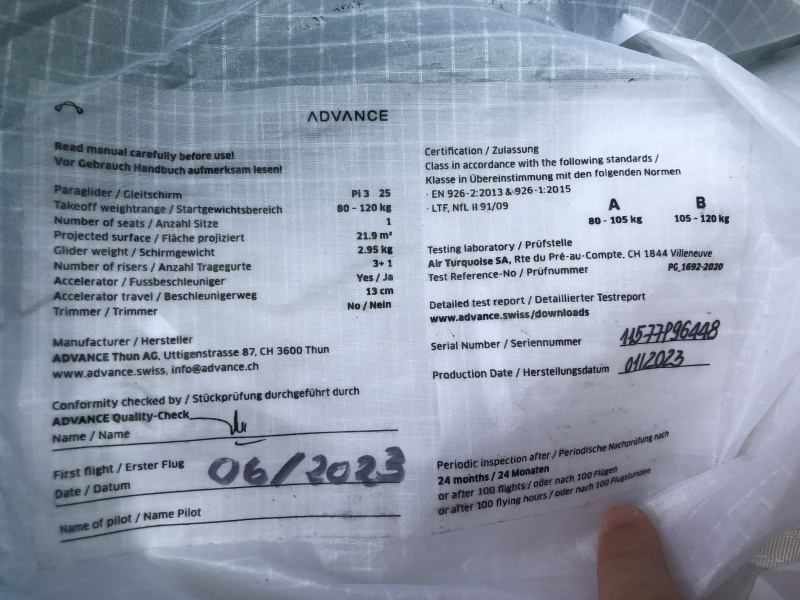 ADVANCE
Read manual carefully before use!
Vor Gebrauch Handbuch aufmerksam lesen!
Paraglider / Gleitschirm PI 3 25
Takeoff weightrange / Startgewichtsbereich 80 – 120 kg
Number of seats / Anzahl Sitze 1
Projected surface / Fläche projiziert 21.9 m²
Glider weight / Schirmgewicht 2.95 kg
Number of risers / Anzahl Tragegurte 3+ 1
Accelerator / Fussbeschleuniger Yes / Ja
Accelerator travel / Beschleunigerweg 13 cm
Trimmer / Trimmer No / Nein
Manufacturer / Hersteller
ADVANCE Thun AG, Uttigenstrasse 87, CH 3600 Thun
www.advance.swiss, info@advance.ch
Conformity checked by / Stückprüfung durchgeführt durch
ADVANCE Quality-Check
Name / Name
First flight / Erster Flug
Date / Datum 06/2023
Name of pilot / Name Pilot
Certification / Zulassung
Class in accordance with the following standards /
Klasse in Übereinstimmung mit den folgenden Normen
· EN 926-2:2013 & 926-1:2015
· LTF, NfL II 91/09
A B
80 – 105 kg 105 – 120 kg
Testing laboratory / Prüfstelle
Air Turquoise SA, Rte du Pré-au-Compte, CH 1844 Villeneuve
Test Reference-No / Prüfnummer PG_1692-2020
Detailed test report / Detaillierter Testreport
www.advance.swiss/downloads
Serial Number / Seriennummer 11577P96448
Production Date / Herstellungsdatum 01/2023
Periodic inspection after / Periodische Nachprüfung nach
24 months / 24 Monaten
or after 100 flights / oder nach 100 Flügen
or after 100 flying hours / oder nach 100 Flugstunden